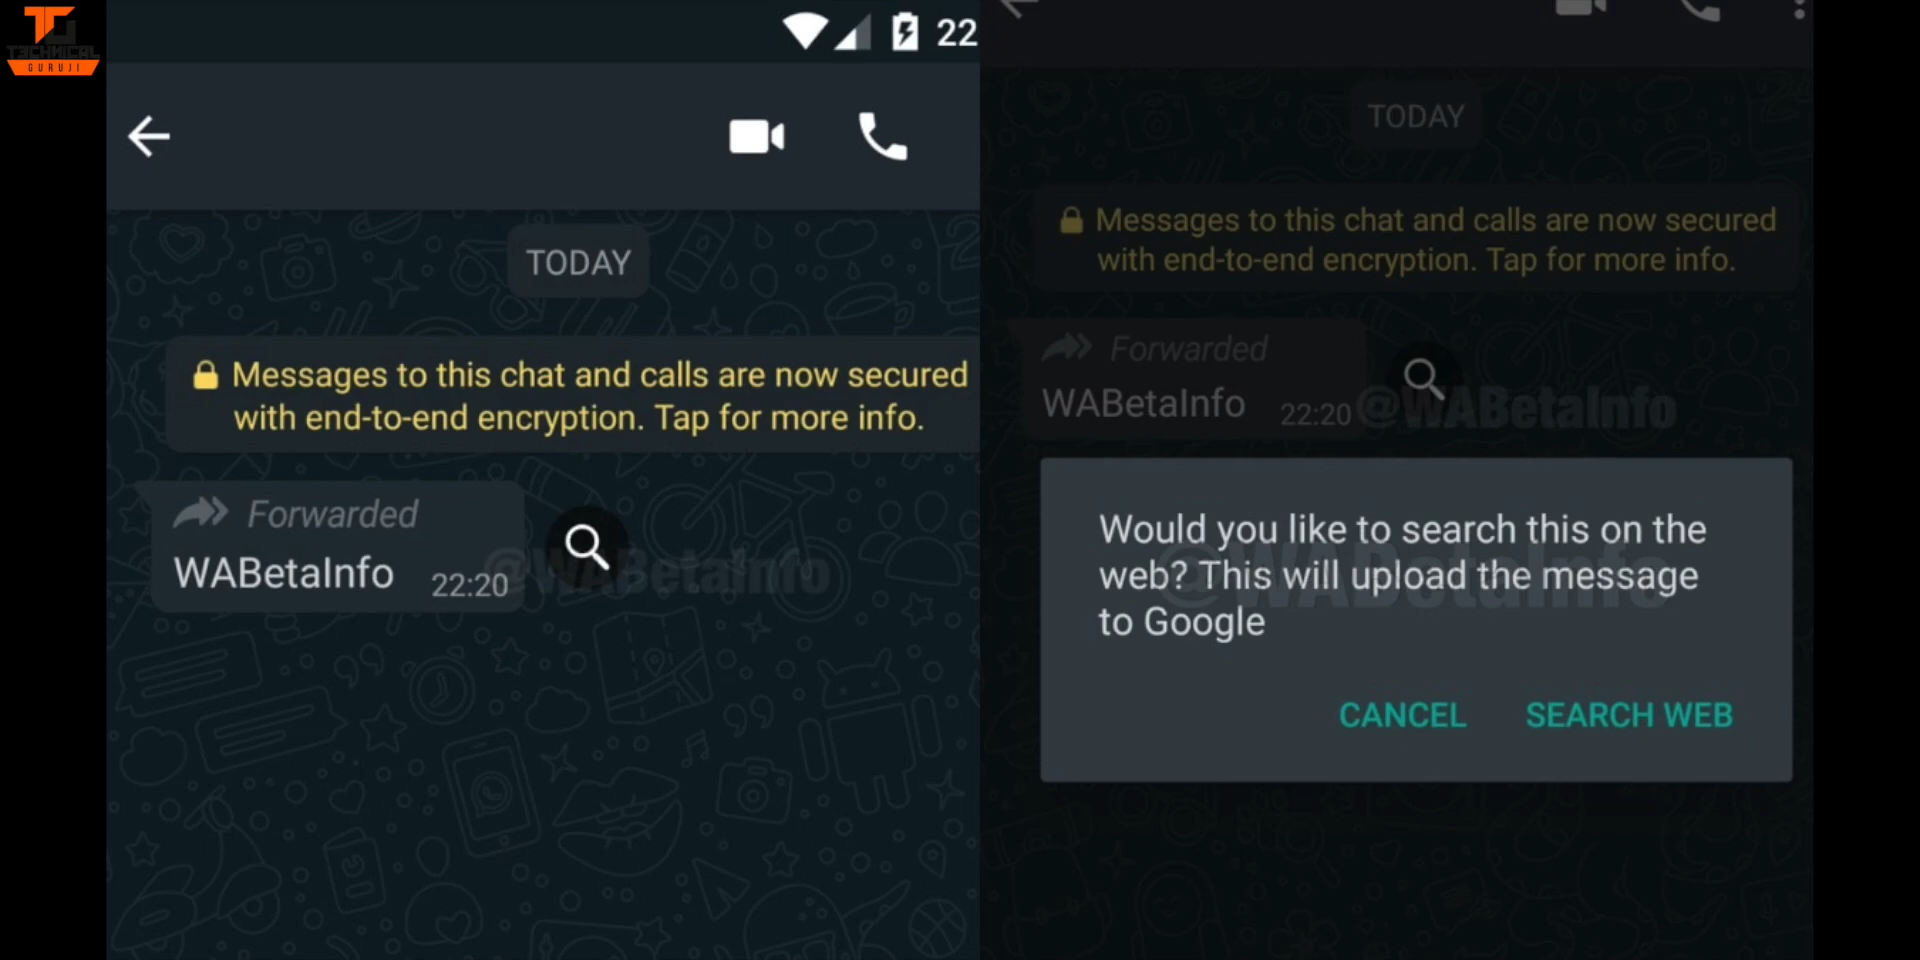 TECHNICAL
GURUJI
22
TODAY
Messages to this chat and calls are now secured
with end-to-end encryption. Tap for more info.
Forwarded
WABetaInfo 22:20
@WABetaInfo
TODAY
Messages to this chat and calls are now secured
with end-to-end encryption. Tap for more info.
Forwarded
WABetaInfo 22:20
@WABetaInfo
Would you like to search this on the
web? This will upload the message
to Google
@WABetaInfo
CANCEL SEARCH WEB